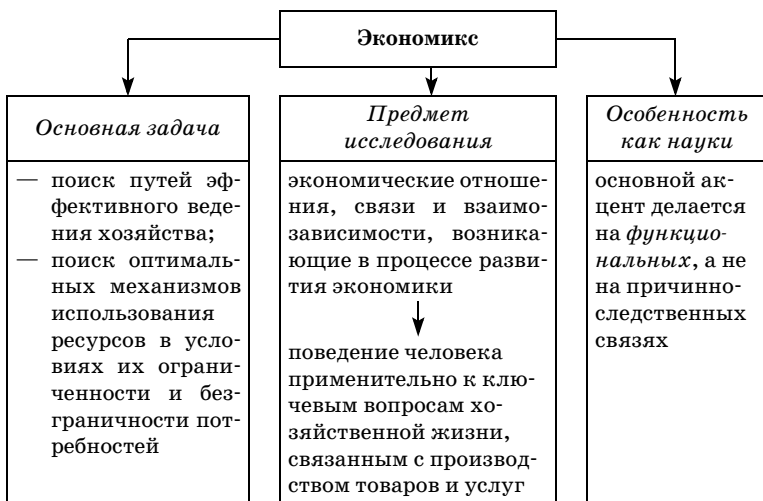 Экономикс
Основная задача
— поиск путей эф-
фективного веде-
ния хозяйства;
— поиск оптималь-
ных механизмов
использования
ресурсов в усло-
виях их ограни-
ченности и без-
граничности пот-
ребностей
Предмет
исследования
экономические отноше-
ния, связи и взаимо-
зависимости, возникаю-
щие в процессе разви-
тия экономики
поведение человека
применительно к клю-
чевым вопросам хо-
зяйственной жизни,
связанным с производ-
ством товаров и услуг
Особенность
как науки
основной ак-
цент делается
на функцио-
нальных, а не
на причинно-
следственных
связях